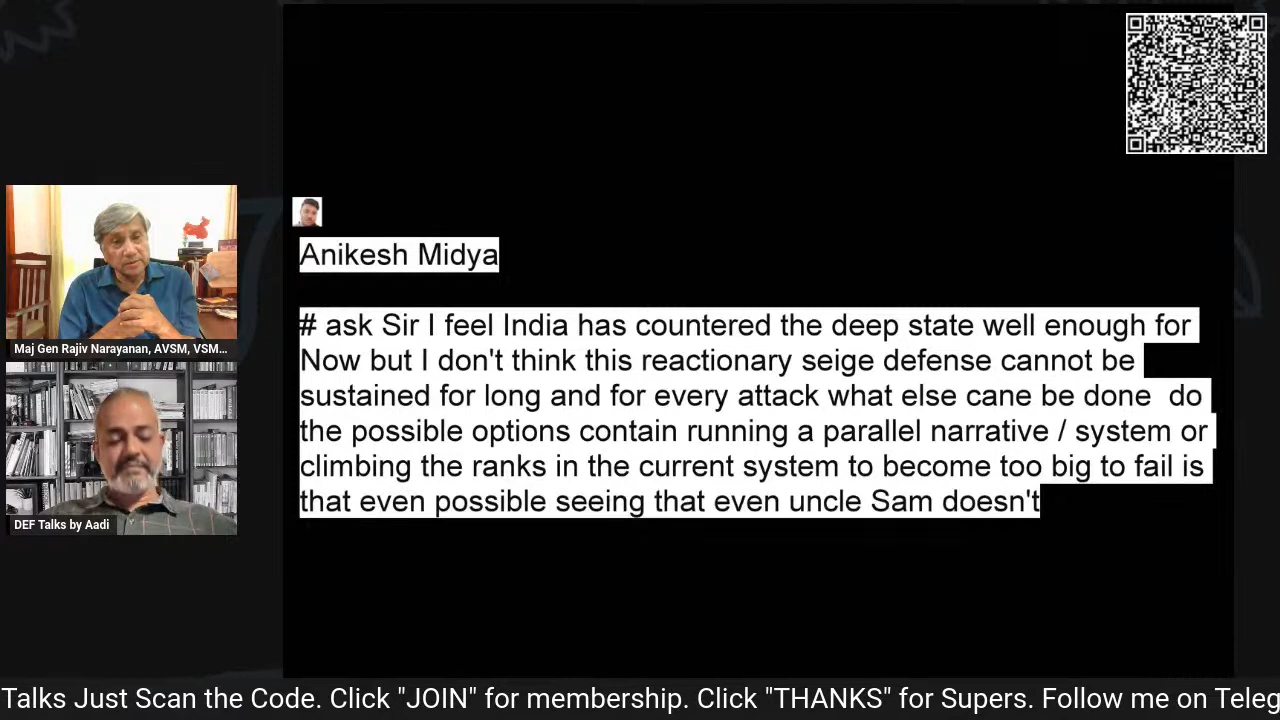 Anikesh Midya
# ask Sir I feel India has countered the deep state well enough for
Now but I don't think this reactionary seige defense cannot be
sustained for long and for every attack what else cane be done  do
the possible options contain running a parallel narrative / system or
climbing the ranks in the current system to become too big to fail is
that even possible seeing that even uncle Sam doesn't
Maj Gen Rajiv Narayanan, AVSM, VSM...
DEF Talks by Aadi
Talks Just Scan the Code. Click "JOIN" for membership. Click "THANKS" for Supers. Follow me on Teleg